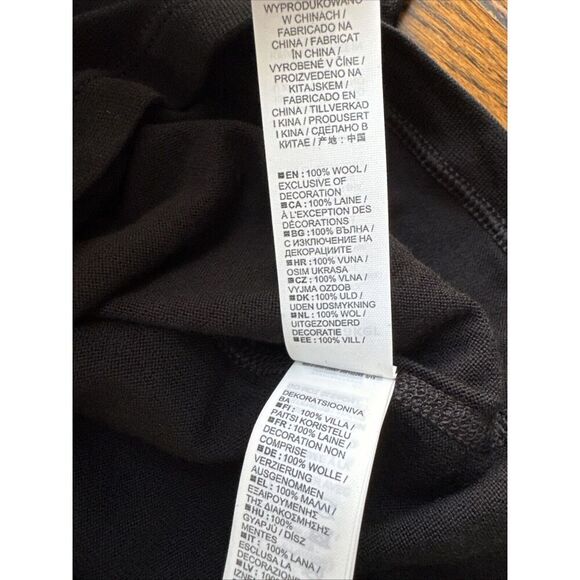 WYPRODUKOWANO
W CHINACH /
FABRICADO NA
CHINA / FABRICAT
ÎN CHINA /
VYROBENÉ V ČÍNE /
PROIZVEDENO NA
KITAJSKEM /
FABRICADO EN
CHINA / TILLVERKAD
I KINA / PRODUSERT
I KINA / СДЕЛАНО В
КИТАЕ / 产地:中国
EN : 100% WOOL /
EXCLUSIVE OF
DECORATION
CA : 100% LAINE /
À L'EXCEPTION DES
DÉCORATIONS
BG : 100% ВЪЛНА /
С ИЗКЛЮЧЕНИЕ НА
ДЕКОРАЦИИТЕ
HR : 100% VUNA /
OSIM UKRASA
CZ : 100% VLNA /
VYJMA OZDOB
DK : 100% ULD /
UDEN UDSMYKNING
NL : 100% WOL /
UITGEZONDERD
DECORATIE
EE : 100% VILL /
DEKORATSIOONIVA
BA
FI : 100% VILLA /
PAITSI KORISTELU
FR : 100% LAINE /
DECORATION NON
COMPRISE
DE : 100% WOLLE /
VERZIERUNG
AUSGENOMMEN
EL : 100% ΜΑΛΛΙ /
ΕΞΑΙΡΟΥΜΕΝΗΣ
ΤΗΣ ΔΙΑΚΟΣΜΗΣΗΣ
HU : 100%
GYAPJÚ / DÍSZ
MENTES
IT : 100% LANA /
ESCLUSA LA
DECORAZIONE
LV : 100%